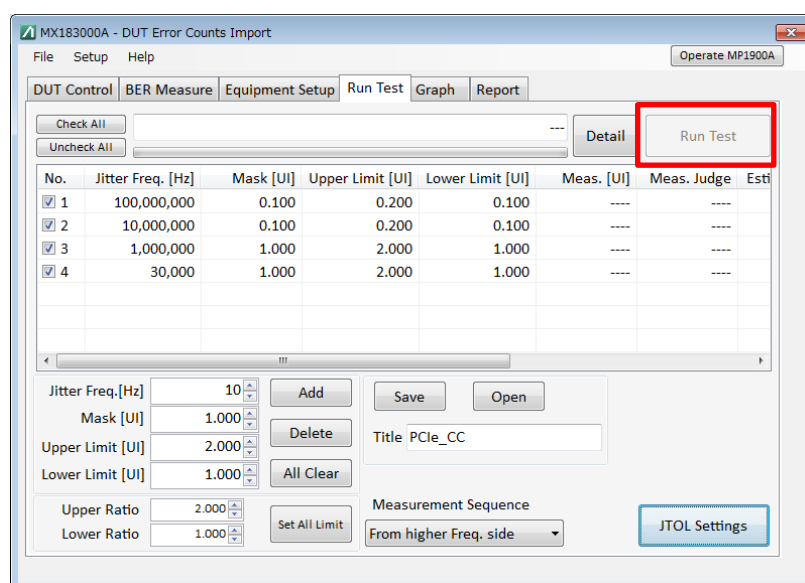 MX183000A - DUT Error Counts Import
File Setup Help Operate MP1900A
DUT Control BER Measure Equipment Setup Run Test Graph Report
Check All --- Detail Run Test
Uncheck All
No. Jitter Freq. [Hz] Mask [UI] Upper Limit [UI] Lower Limit [UI] Meas. [UI] Meas. Judge Esti
1 100,000,000 0.100 0.200 0.100 ---- ----
2 10,000,000 0.100 0.200 0.100 ---- ----
3 1,000,000 1.000 2.000 1.000 ---- ----
4 30,000 1.000 2.000 1.000 ---- ----
Jitter Freq.[Hz] 10 Add Save Open
Mask [UI] 1.000
Delete Title PCIe_CC
Upper Limit [UI] 2.000
Lower Limit [UI] 1.000 All Clear
Upper Ratio 2.000 Set All Limit Measurement Sequence JTOL Settings
Lower Ratio 1.000 From higher Freq. side